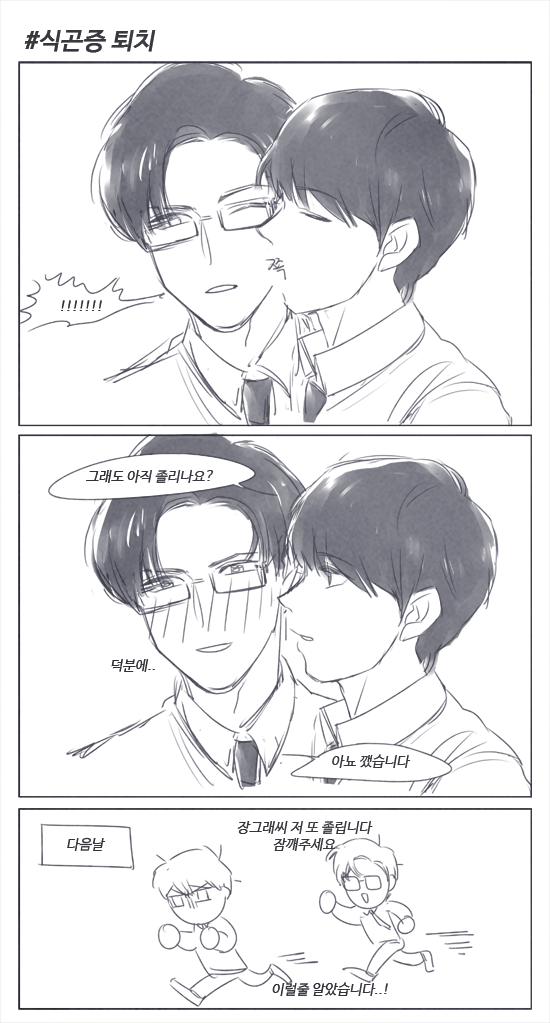 #식곤증 퇴치
쪽
!!!!!!!
그래도 아직 졸리나요?
덕분에..
아뇨 깼습니다
다음날
장그래씨 저 또 졸립니다
잠깨주세요
이럴줄 알았습니다..!